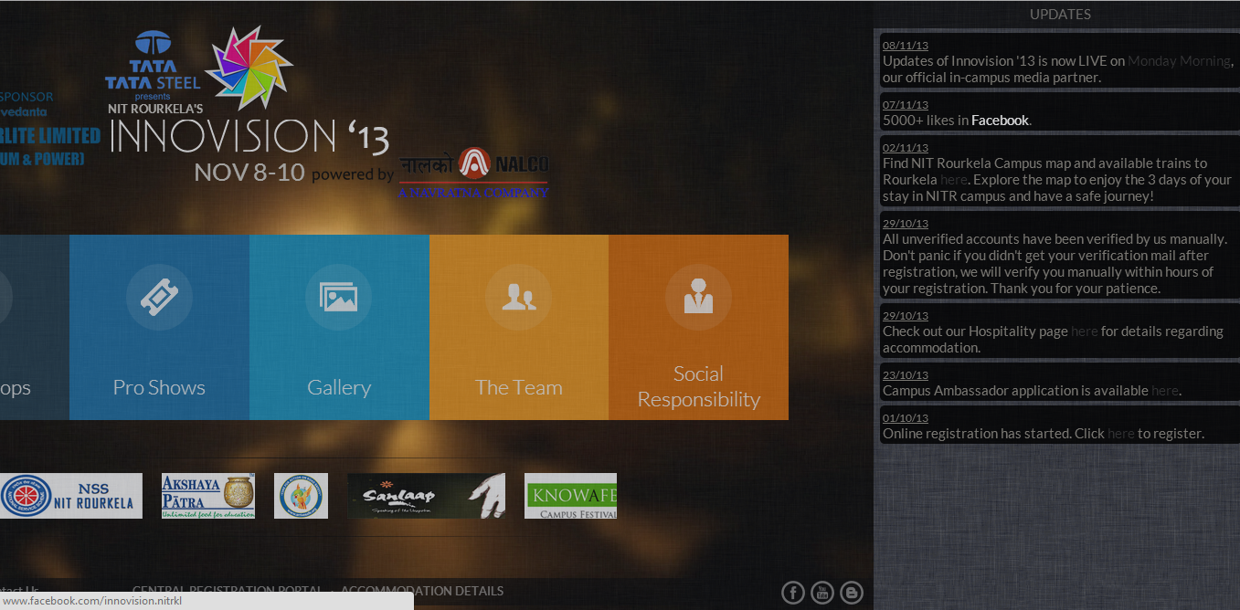 UPDATES
08/11/13
Updates of Innovision '13 is now LIVE on Monday Morning,
our official in-campus media partner.
07/11/13
5000+ likes in Facebook.
02/11/13
Find NIT Rourkela Campus map and available trains to
Rourkela here. Explore the map to enjoy the 3 days of your
stay in NITR campus and have a safe journey!
29/10/13
All unverified accounts have been verified by us manually.
Don't panic if you didn't get your verification mail after
registration, we will verify you manually within hours of
your registration. Thank you for your patience.
29/10/13
Check out our Hospitality page here for details regarding
accommodation.
23/10/13
Campus Ambassador application is available here.
01/10/13
Online registration has started. Click here to register.
TATA
TATA STEEL
presents
SPONSOR
vedanta
RLITE LIMITED
UM & POWER)
NIT ROURKELA'S
INNOVISION '13
NOV 8-10 powered by
नालको NALCO
A NAVRATNA COMPANY
ops
Pro Shows
Gallery
The Team
Social
Responsibility
NSS
NIT ROURKELA
AKSHAYA
PATRA
Unlimited food for education
Sanlaap
KNOWAFE
CAMPUS FESTIVAL
tact Us
CENTRAL REGISTRATION PORTAL - ACCOMMODATION DETAILS
You
Tube
www.facebook.com/innovision.nitrkl